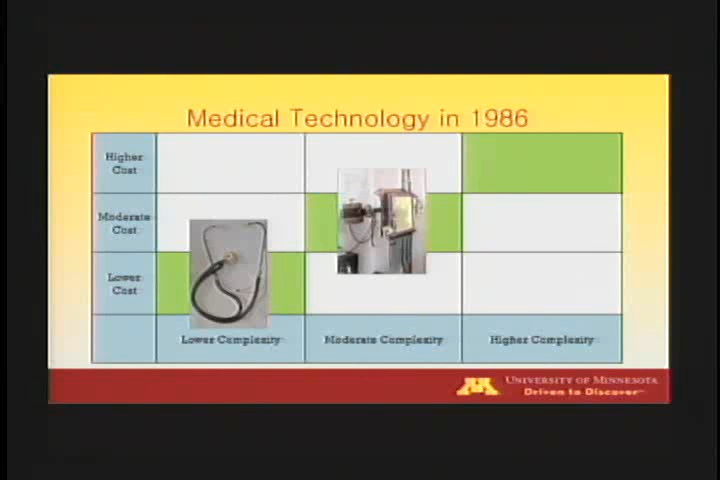 Medical Technology in 1986
Higher
Cost
Moderate
Cost
Lower
Cost
Lower Complexity
Moderate Complexity
Higher Complexity
M
UNIVERSITY OF MINNESOTA
Driven to Discover℠